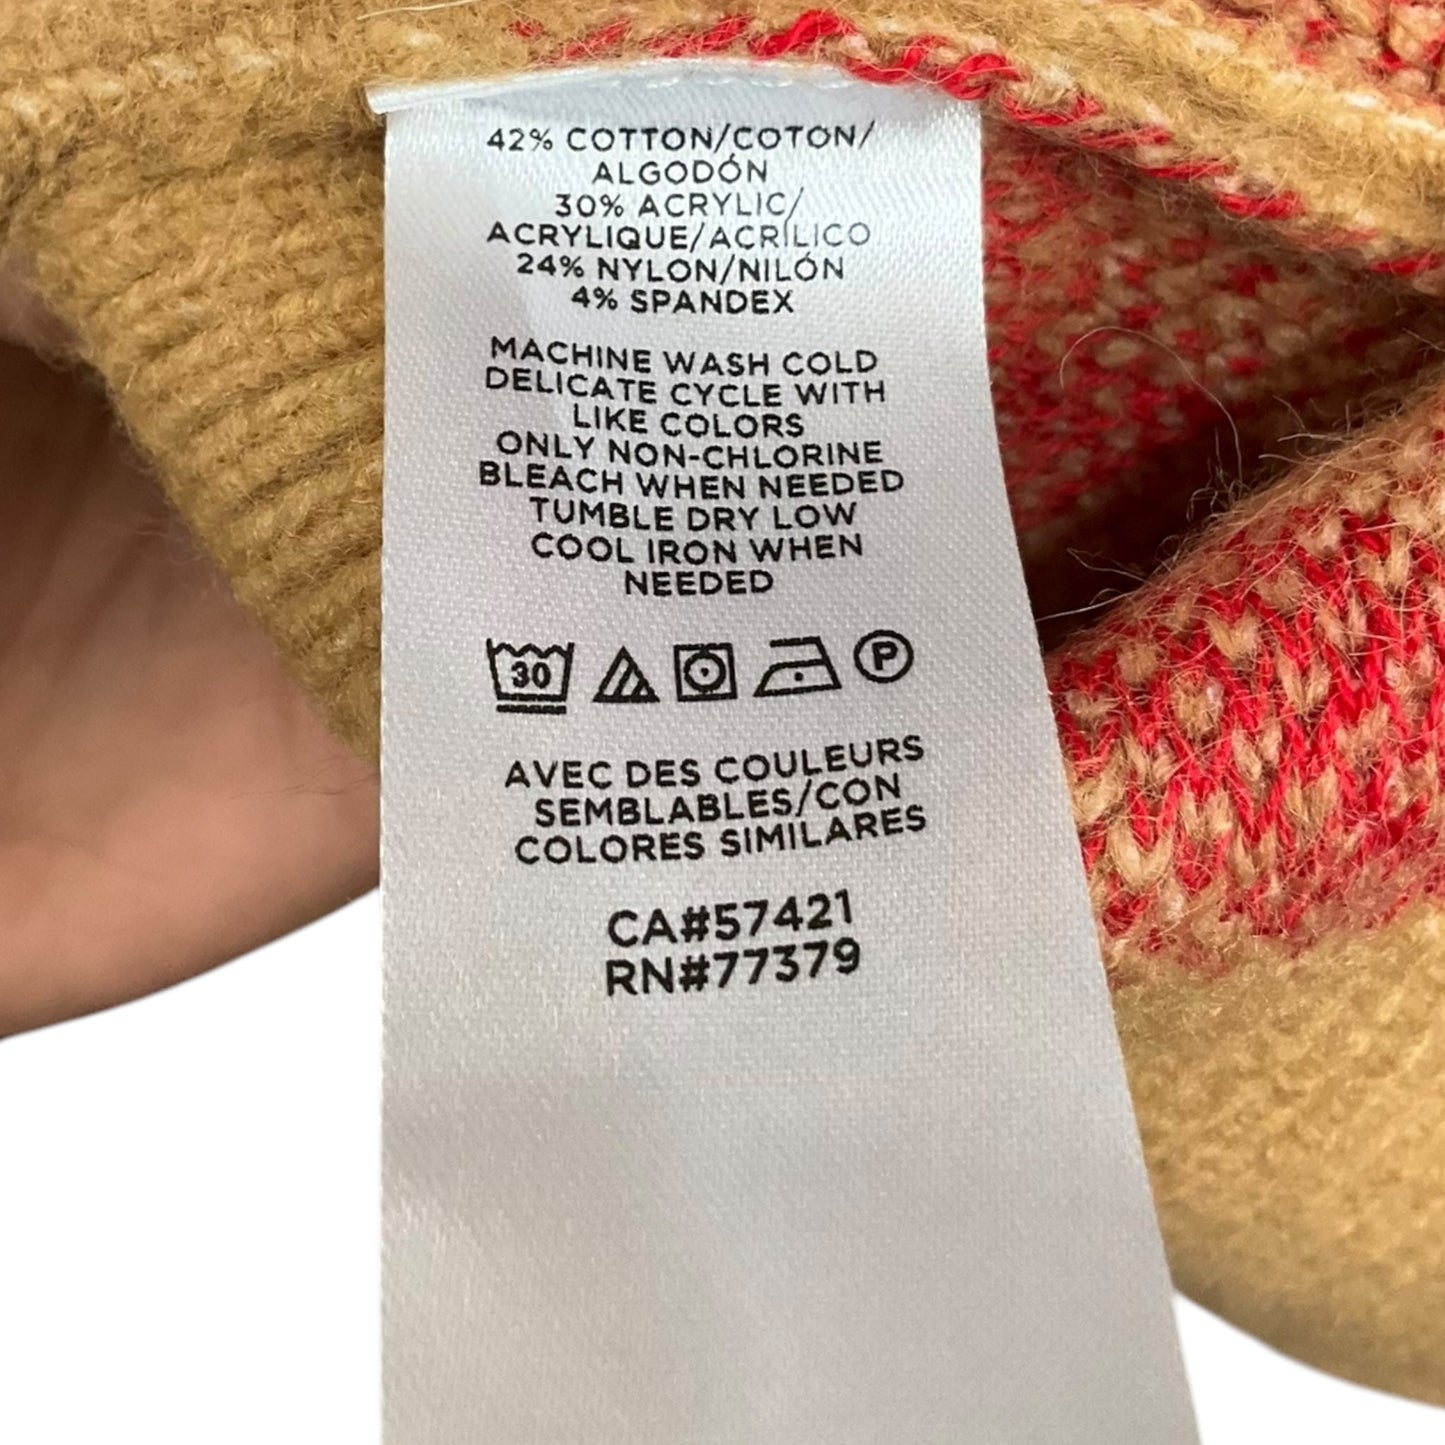 42% COTTON/COTON/
ALGODÓN
30% ACRYLIC/
ACRYLIQUE/ACRÍLICO
24% NYLON/NILÓN
4% SPANDEX
MACHINE WASH COLD
DELICATE CYCLE WITH
LIKE COLORS
ONLY NON-CHLORINE
BLEACH WHEN NEEDED
TUMBLE DRY LOW
COOL IRON WHEN
NEEDED
30 P
AVEC DES COULEURS
SEMBLABLES/CON
COLORES SIMILARES
CA#57421
RN#77379